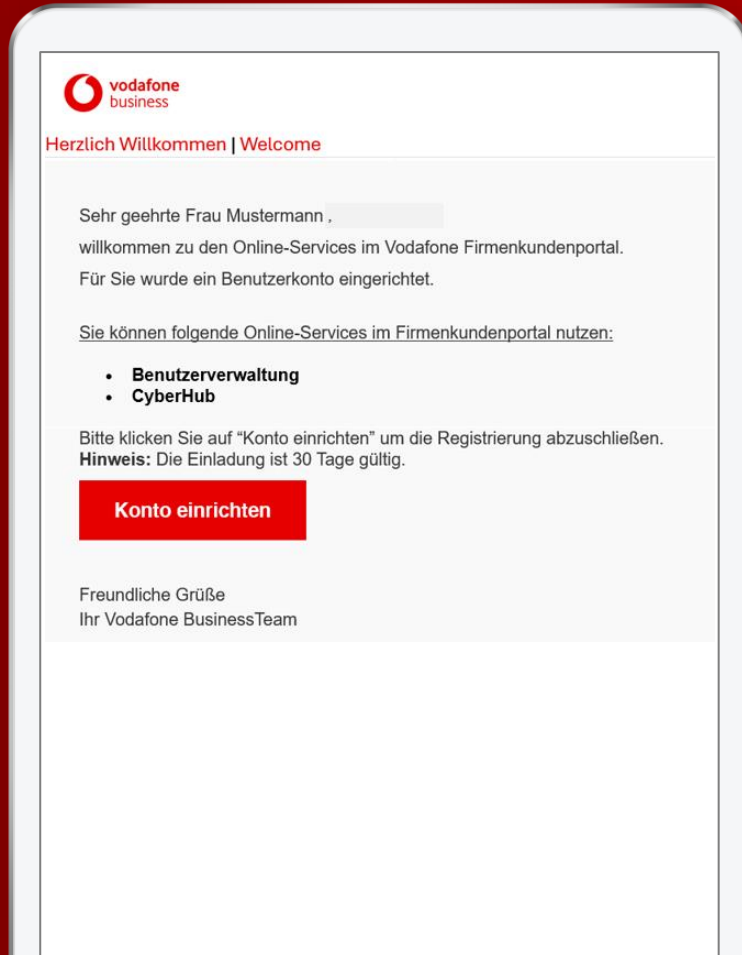 vodafone
business
Herzlich Willkommen | Welcome
Sehr geehrte Frau Mustermann ,
willkommen zu den Online-Services im Vodafone Firmenkundenportal.
Für Sie wurde ein Benutzerkonto eingerichtet.
Sie können folgende Online-Services im Firmenkundenportal nutzen:
• Benutzerverwaltung
• CyberHub
Bitte klicken Sie auf “Konto einrichten” um die Registrierung abzuschließen.
Hinweis: Die Einladung ist 30 Tage gültig.
Konto einrichten
Freundliche Grüße
Ihr Vodafone BusinessTeam